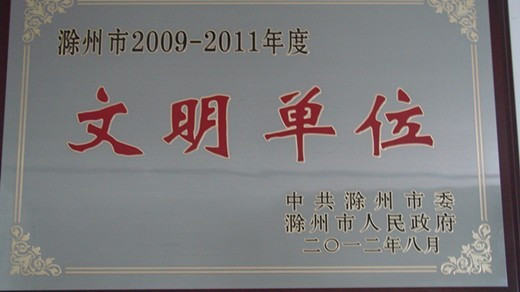 滁州市2009-2011年度
文明单位
中共滁州市委
滁州市人民政府
二〇一二年八月